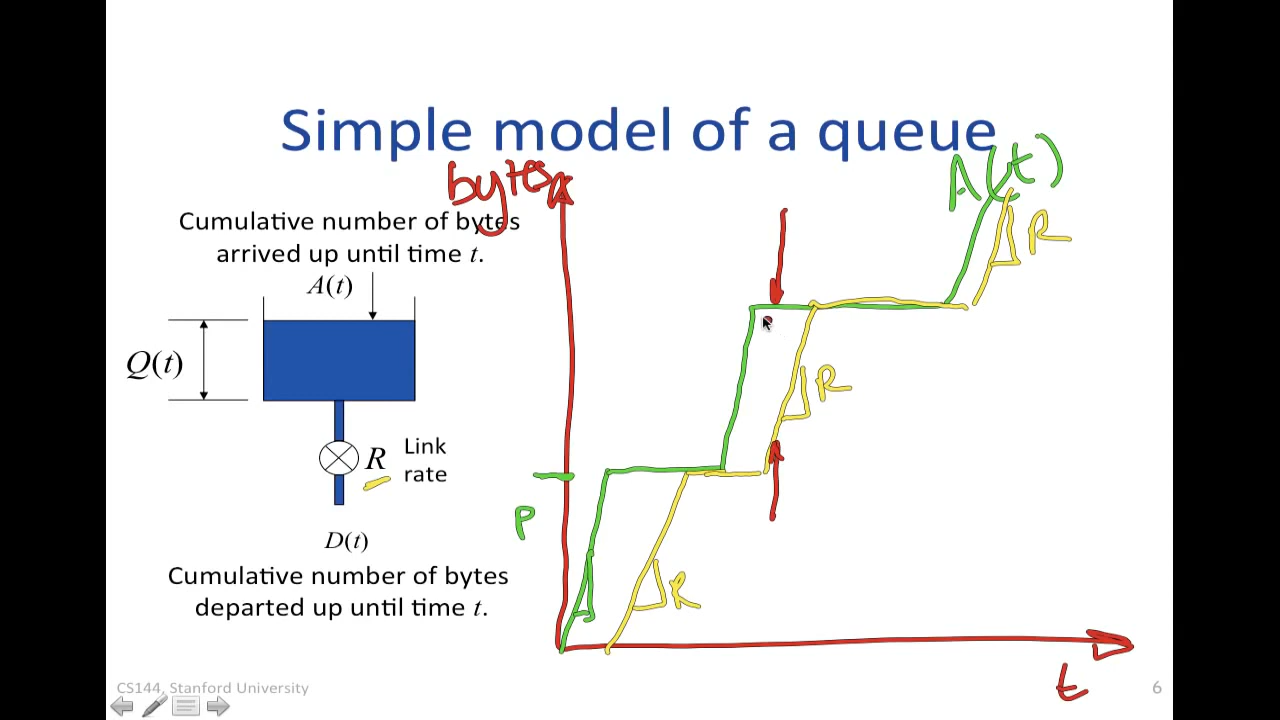 Simple model of a queue
bytes
A(t)
Cumulative number of bytes
arrived up until time t.
A(t)
Q(t)
R
Link
rate
D(t)
Cumulative number of bytes
departed up until time t.
P
R
R
R
t
CS144, Stanford University
6